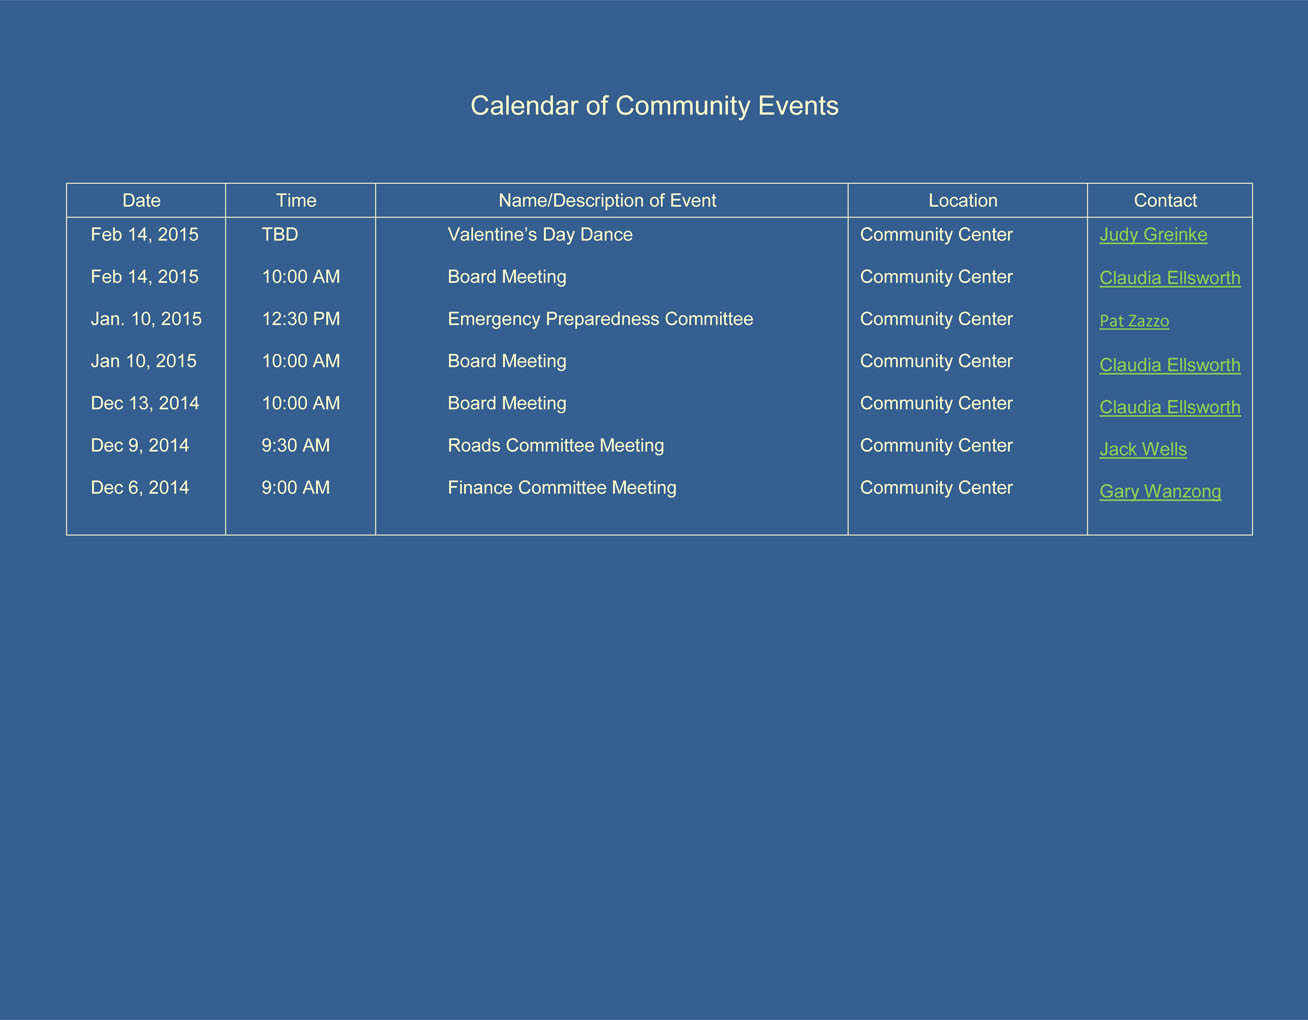 Calendar of Community Events
Date Time Name/Description of Event Location Contact
Feb 14, 2015 TBD Valentine’s Day Dance Community Center Judy Greinke
Feb 14, 2015 10:00 AM Board Meeting Community Center Claudia Ellsworth
Jan. 10, 2015 12:30 PM Emergency Preparedness Committee Community Center Pat Zazzo
Jan 10, 2015 10:00 AM Board Meeting Community Center Claudia Ellsworth
Dec 13, 2014 10:00 AM Board Meeting Community Center Claudia Ellsworth
Dec 9, 2014 9:30 AM Roads Committee Meeting Community Center Jack Wells
Dec 6, 2014 9:00 AM Finance Committee Meeting Community Center Gary Wanzong